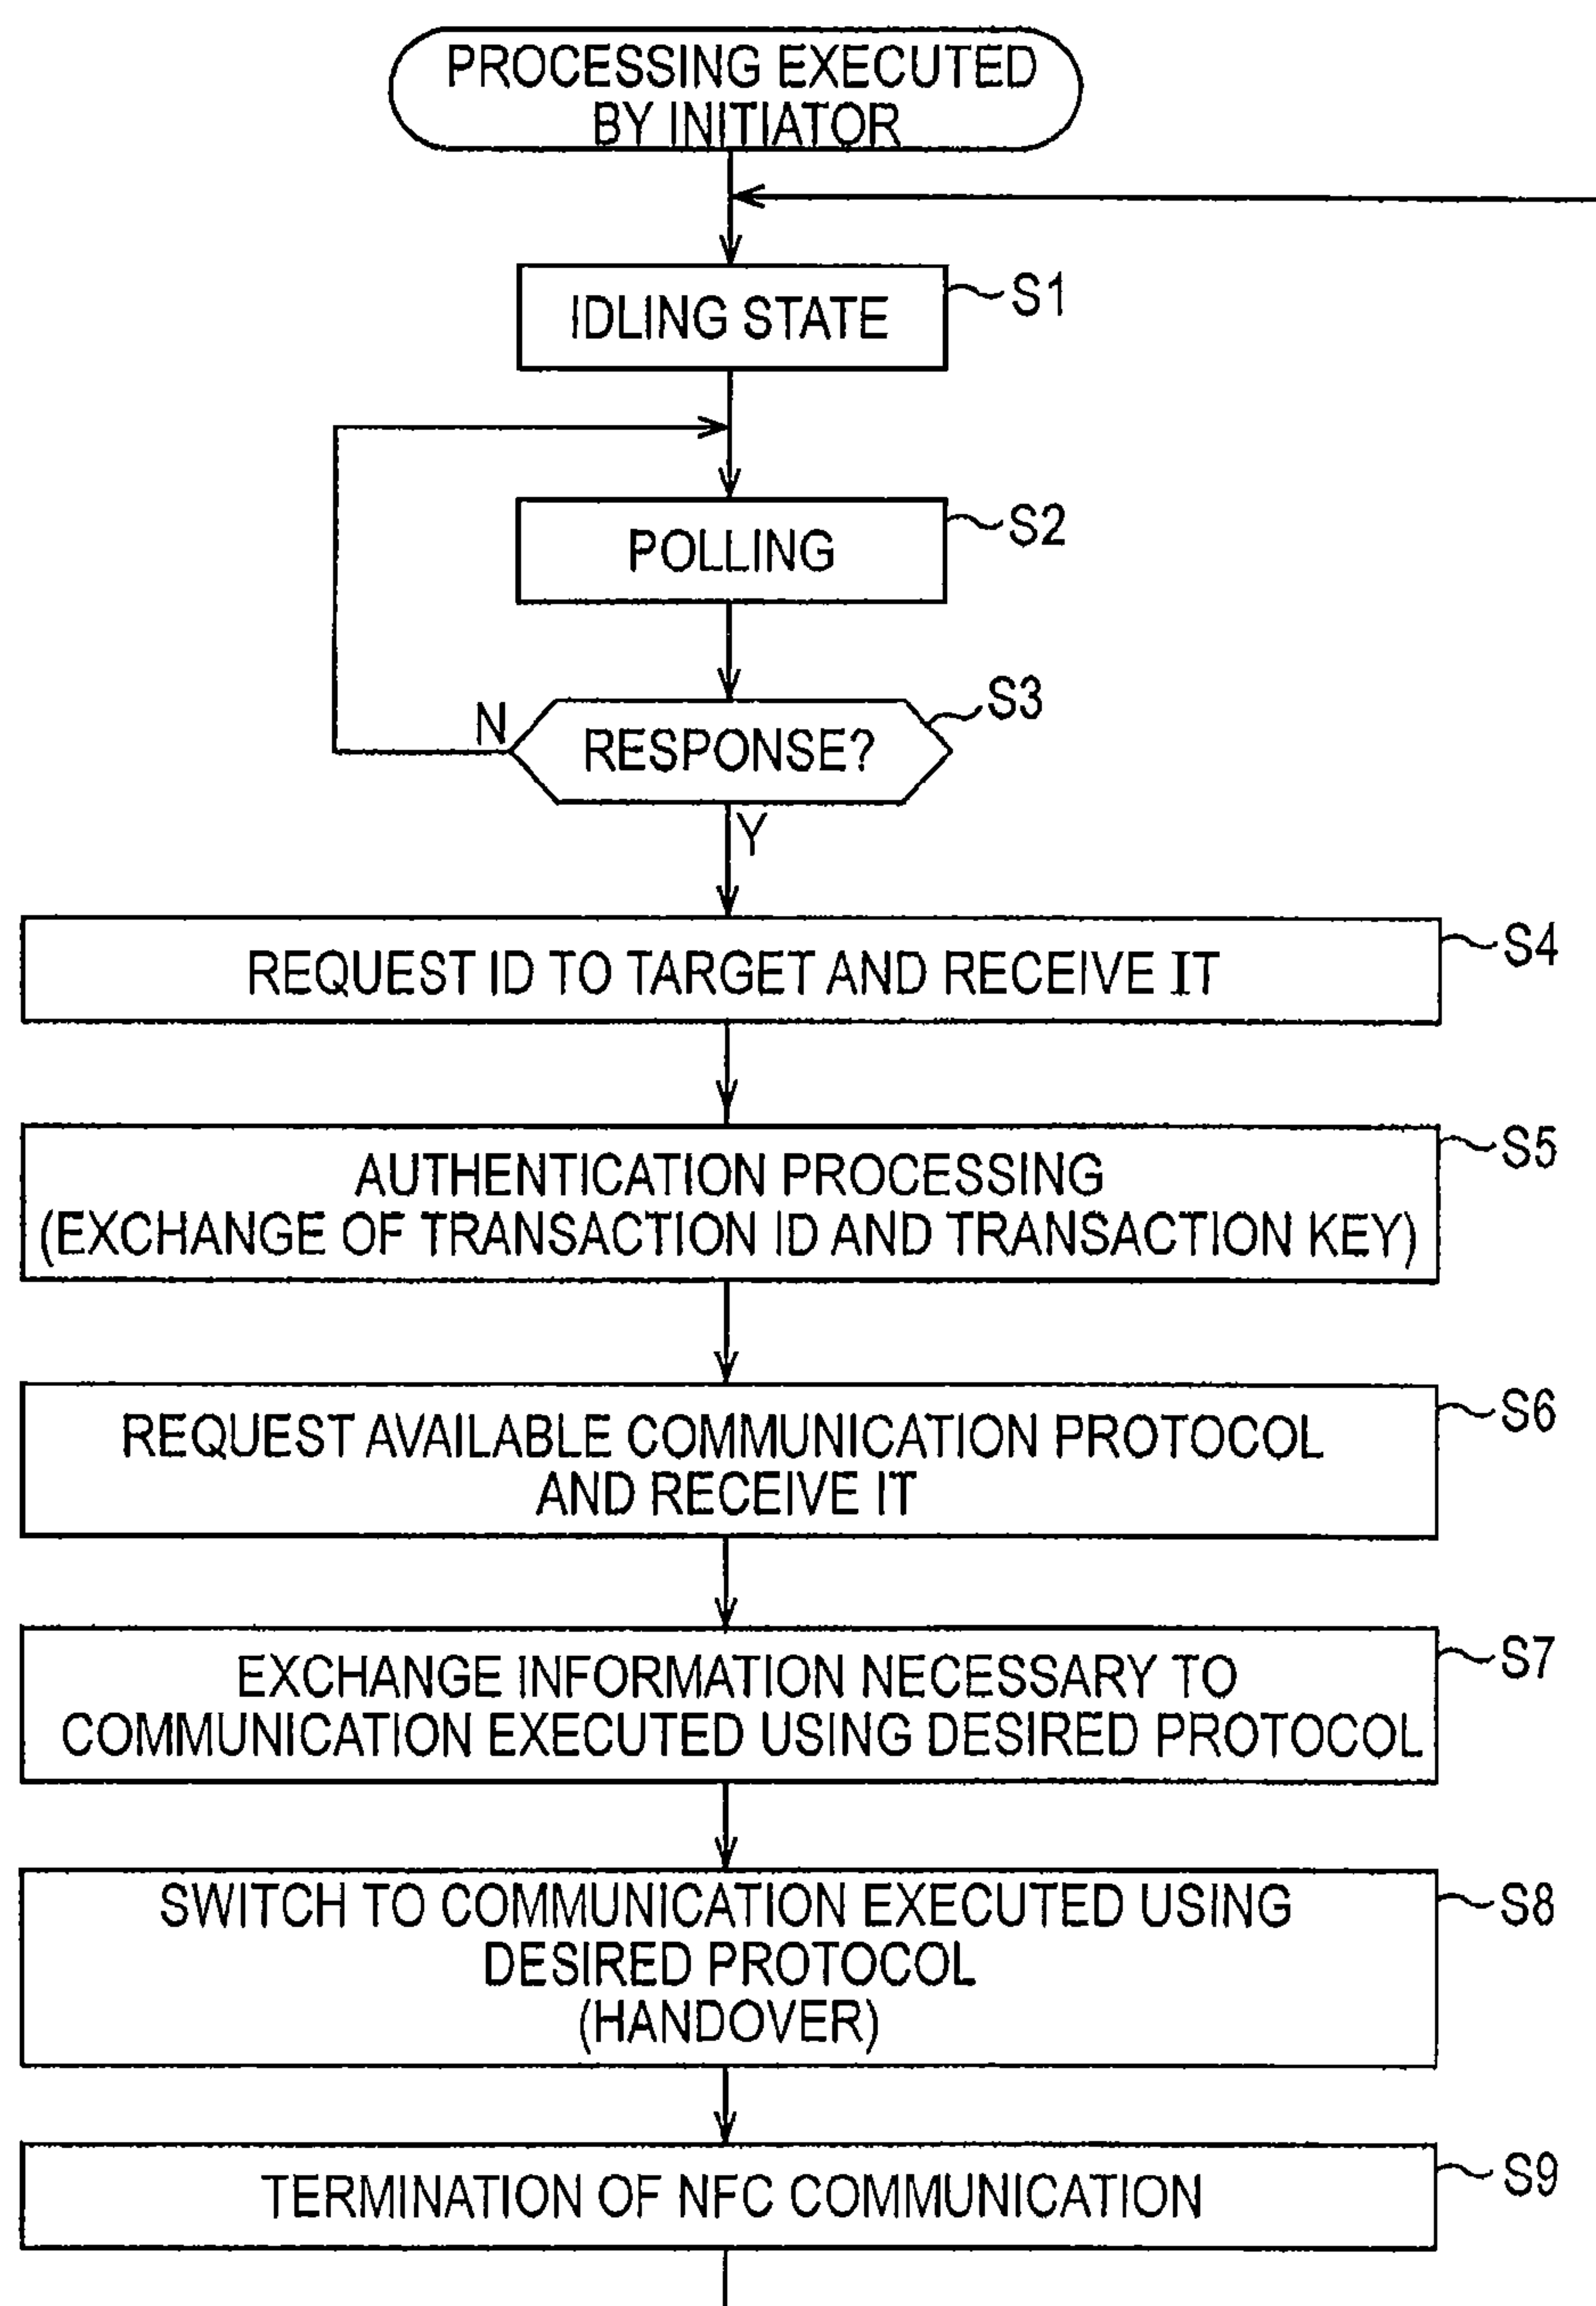 PROCESSING EXECUTED
BY INITIATOR
IDLING STATE
S1
POLLING
S2
N
RESPONSE?
S3
Y
REQUEST ID TO TARGET AND RECEIVE IT
S4
AUTHENTICATION PROCESSING
(EXCHANGE OF TRANSACTION ID AND TRANSACTION KEY)
S5
REQUEST AVAILABLE COMMUNICATION PROTOCOL
AND RECEIVE IT
S6
EXCHANGE INFORMATION NECESSARY TO
COMMUNICATION EXECUTED USING DESIRED PROTOCOL
S7
SWITCH TO COMMUNICATION EXECUTED USING
DESIRED PROTOCOL
(HANDOVER)
S8
TERMINATION OF NFC COMMUNICATION
S9